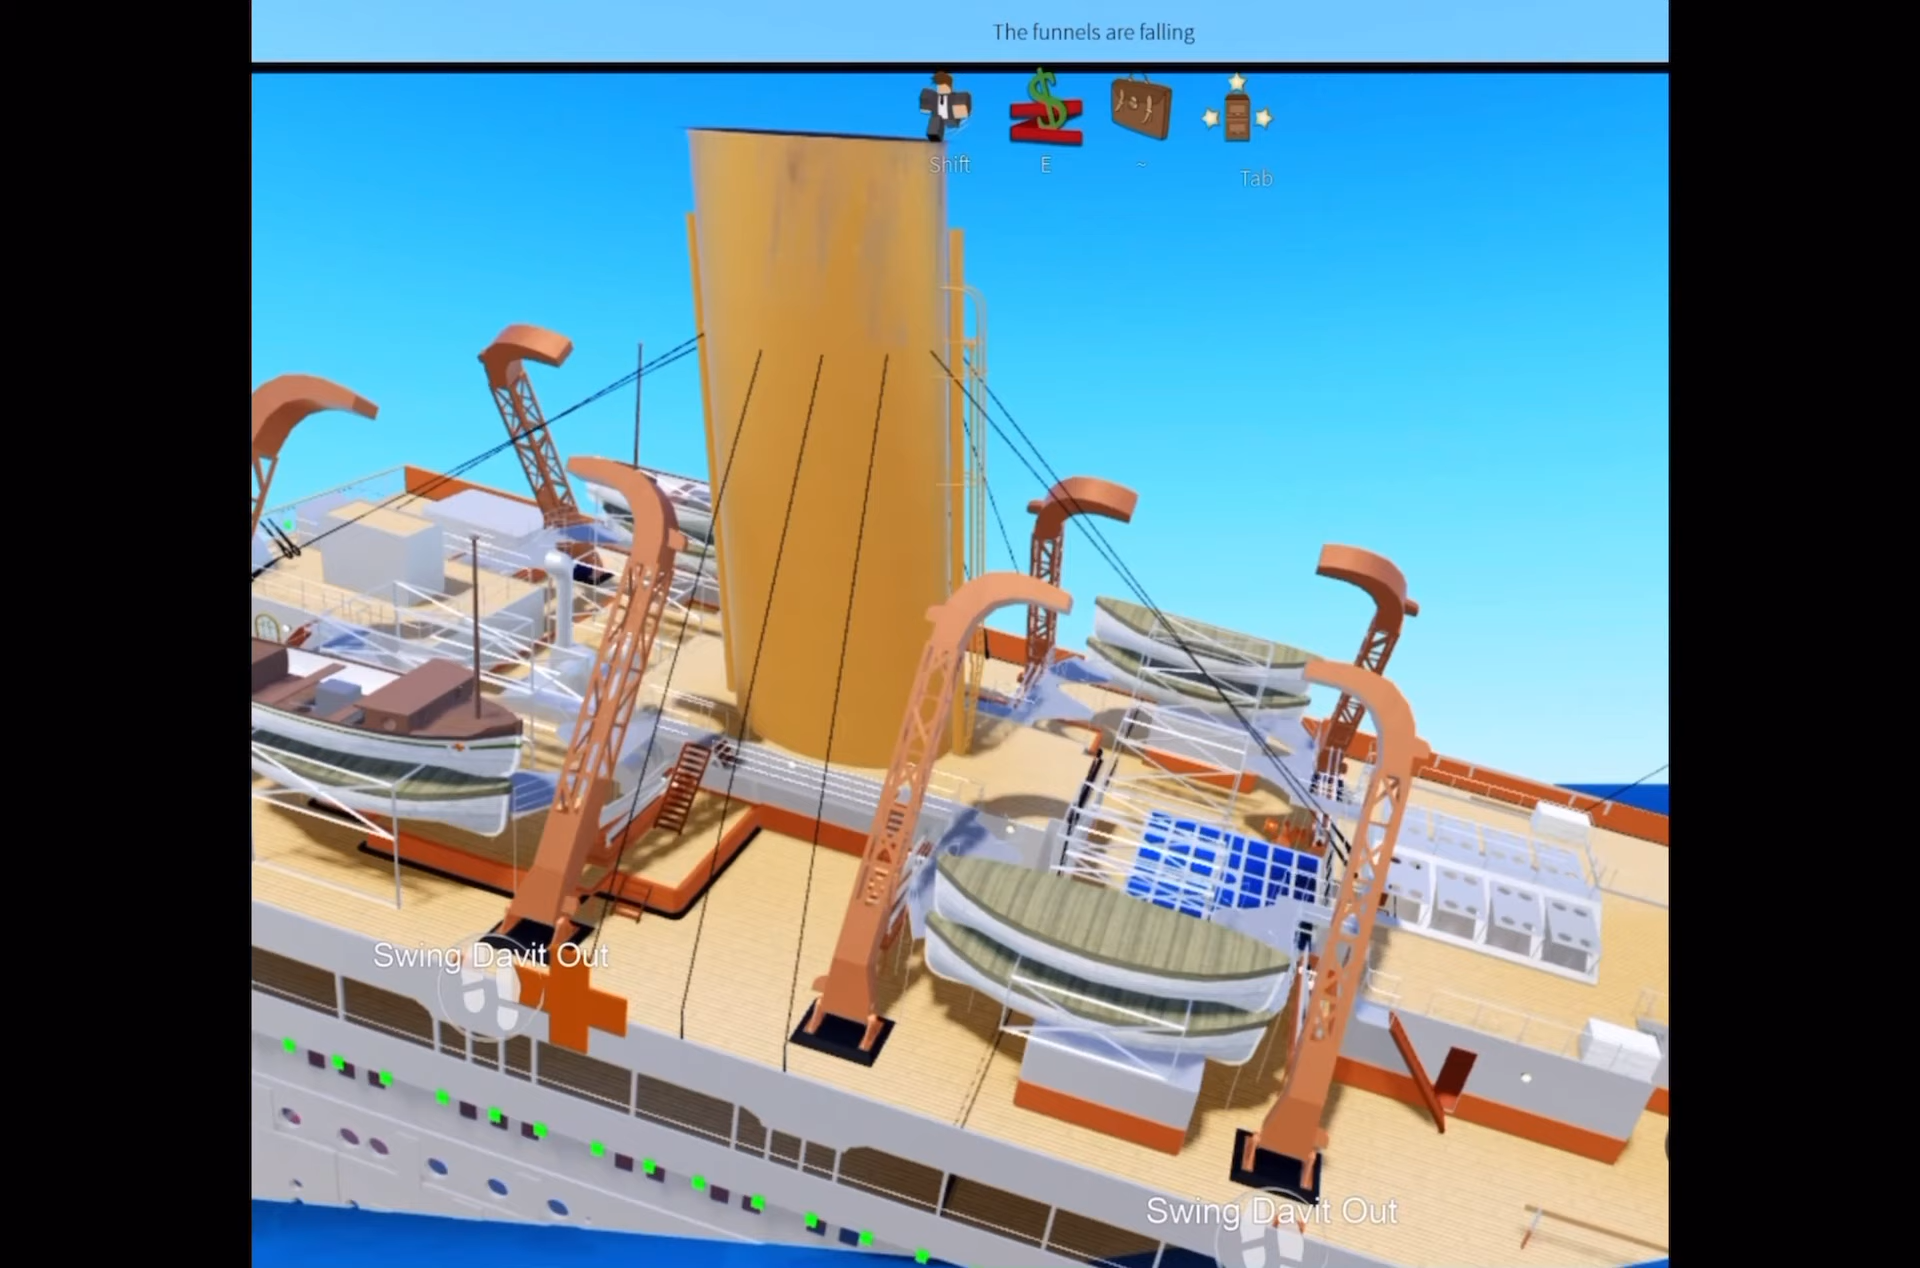 The funnels are falling
Shift
E
~
Tab
Swing Davit Out
Swing Davit Out